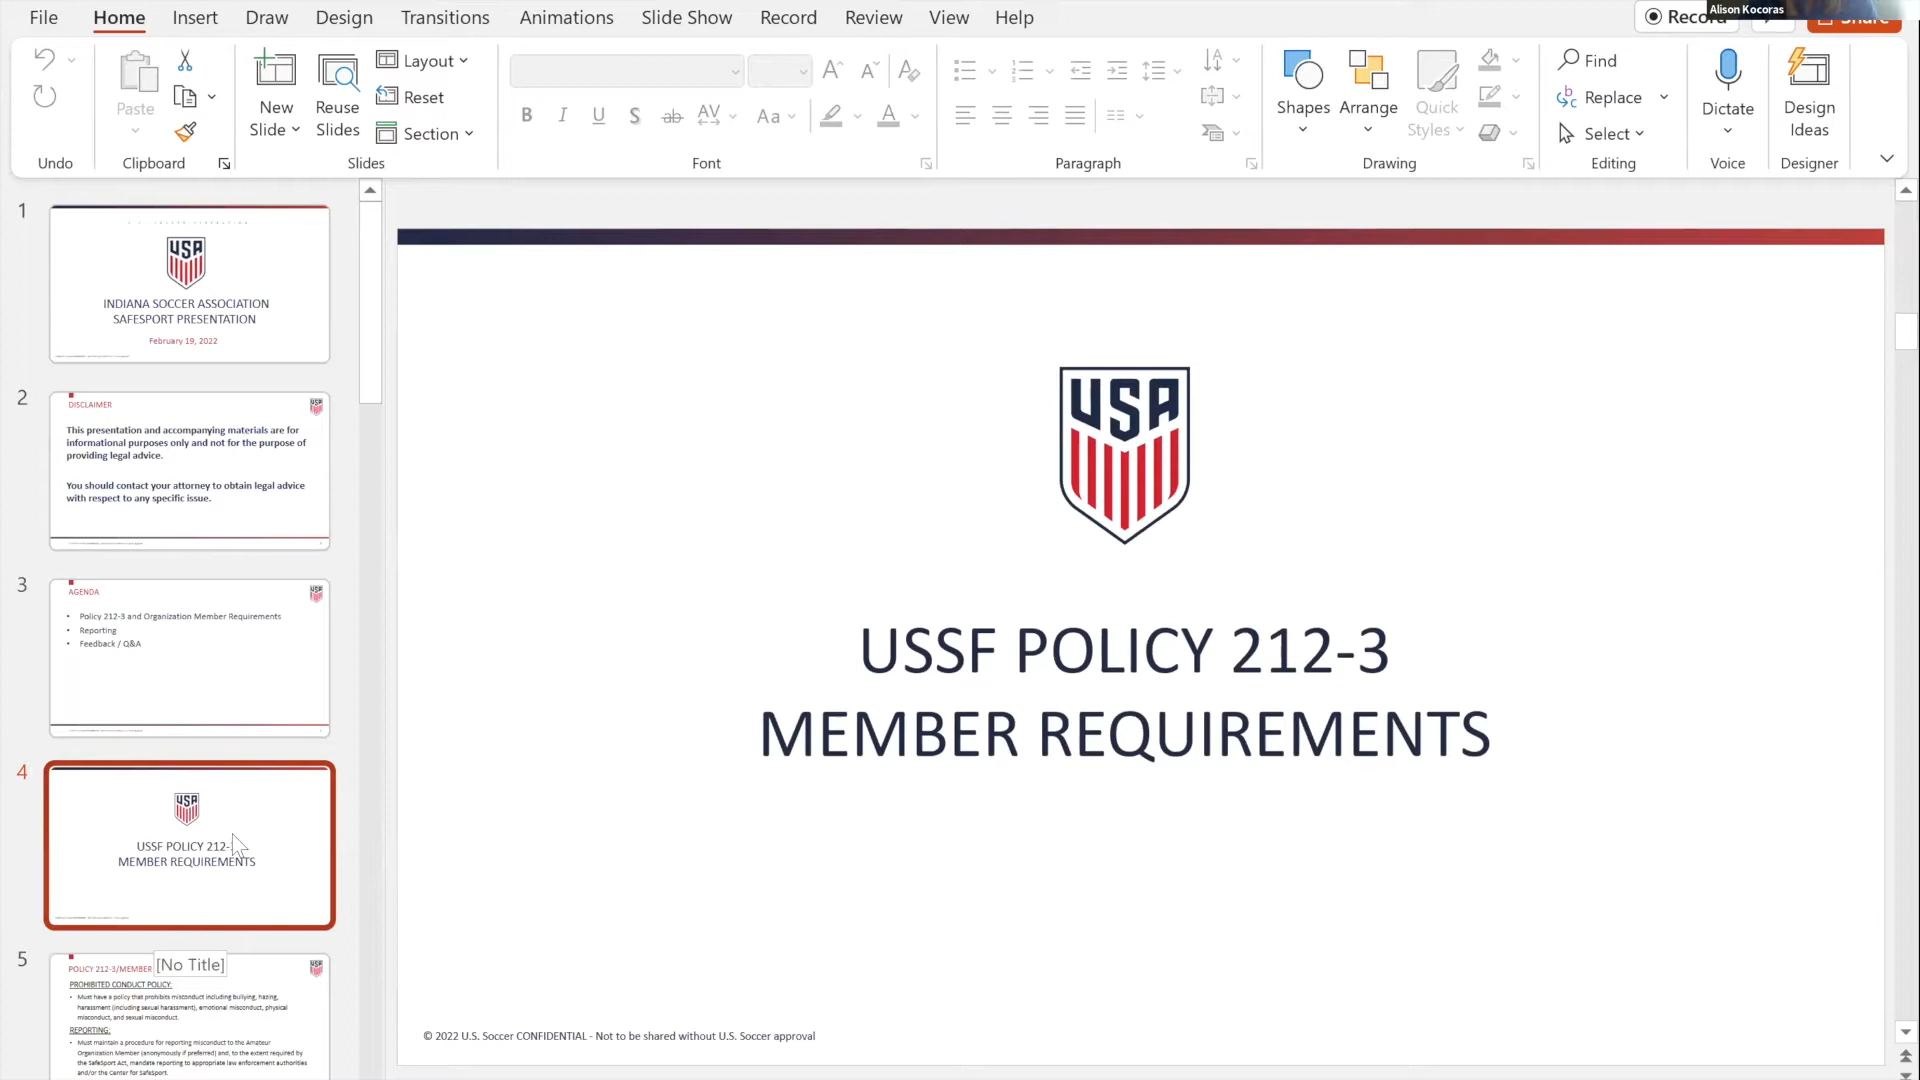 File Home Insert Draw Design Transitions Animations Slide Show Record Review View Help
Record
Alison Kocoras
Share
Paste
New Slide
Reuse Slides
Layout
Reset
Section
B I U S ab AV Aa A
Shapes
Arrange
Quick Styles
Find
Replace
Select
Dictate
Design Ideas
Undo Clipboard Slides Font Paragraph Drawing Editing Voice Designer
1
USA
INDIANA SOCCER ASSOCIATION
SAFESPORT PRESENTATION
February 19, 2022
2
DISCLAIMER
This presentation and accompanying materials are for
informational purposes only and not for the purpose of
providing legal advice.
You should contact your attorney to obtain legal advice
with respect to any specific issue.
3
AGENDA
• Policy 212-3 and Organization Member Requirements
• Reporting
• Feedback / Q&A
4
USA
USSF POLICY 212-
MEMBER REQUIREMENTS
5
POLICY 212-3/MEMBER
[No Title]
PROHIBITED CONDUCT POLICY:
• Must have a policy that prohibits misconduct including bullying, hazing,
harassment (including sexual harassment), emotional misconduct, physical
misconduct, and sexual misconduct.
REPORTING:
• Must maintain a procedure for reporting misconduct to the Amateur
Organization Member (anonymously if preferred) and, to the extent required by
the SafeSport Act, mandate reporting to appropriate law enforcement authorities
and/or the Center for SafeSport.
USA
USSF POLICY 212-3
MEMBER REQUIREMENTS
© 2022 U.S. Soccer CONFIDENTIAL - Not to be shared without U.S. Soccer approval